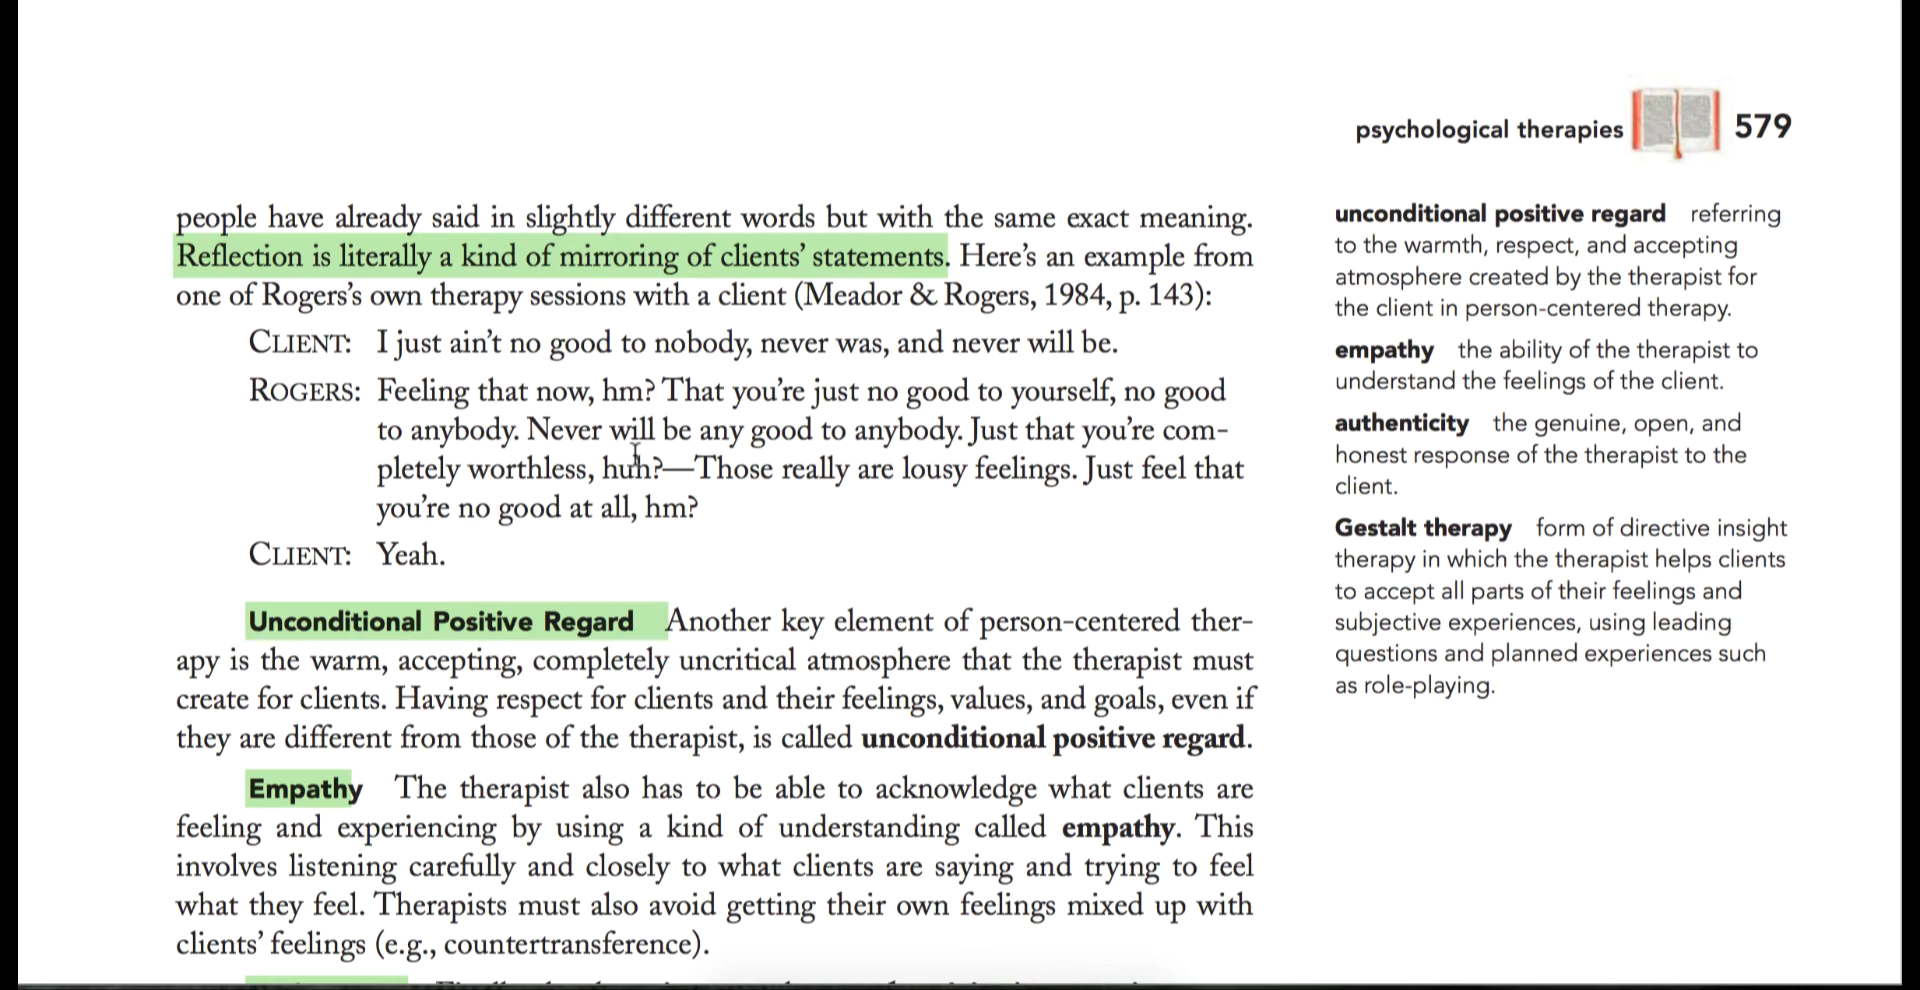 psychological therapies 579
people have already said in slightly different words but with the same exact meaning.
Reflection is literally a kind of mirroring of clients’ statements. Here’s an example from
one of Rogers’s own therapy sessions with a client (Meador & Rogers, 1984, p. 143):
CLIENT: I just ain’t no good to nobody, never was, and never will be.
ROGERS: Feeling that now, hm? That you’re just no good to yourself, no good
to anybody. Never will be any good to anybody. Just that you’re com-
pletely worthless, huh?—Those really are lousy feelings. Just feel that
you’re no good at all, hm?
CLIENT: Yeah.
Unconditional Positive Regard Another key element of person-centered ther-
apy is the warm, accepting, completely uncritical atmosphere that the therapist must
create for clients. Having respect for clients and their feelings, values, and goals, even if
they are different from those of the therapist, is called unconditional positive regard.
Empathy The therapist also has to be able to acknowledge what clients are
feeling and experiencing by using a kind of understanding called empathy. This
involves listening carefully and closely to what clients are saying and trying to feel
what they feel. Therapists must also avoid getting their own feelings mixed up with
clients’ feelings (e.g., countertransference).
unconditional positive regard referring
to the warmth, respect, and accepting
atmosphere created by the therapist for
the client in person-centered therapy.
empathy the ability of the therapist to
understand the feelings of the client.
authenticity the genuine, open, and
honest response of the therapist to the
client.
Gestalt therapy form of directive insight
therapy in which the therapist helps clients
to accept all parts of their feelings and
subjective experiences, using leading
questions and planned experiences such
as role-playing.